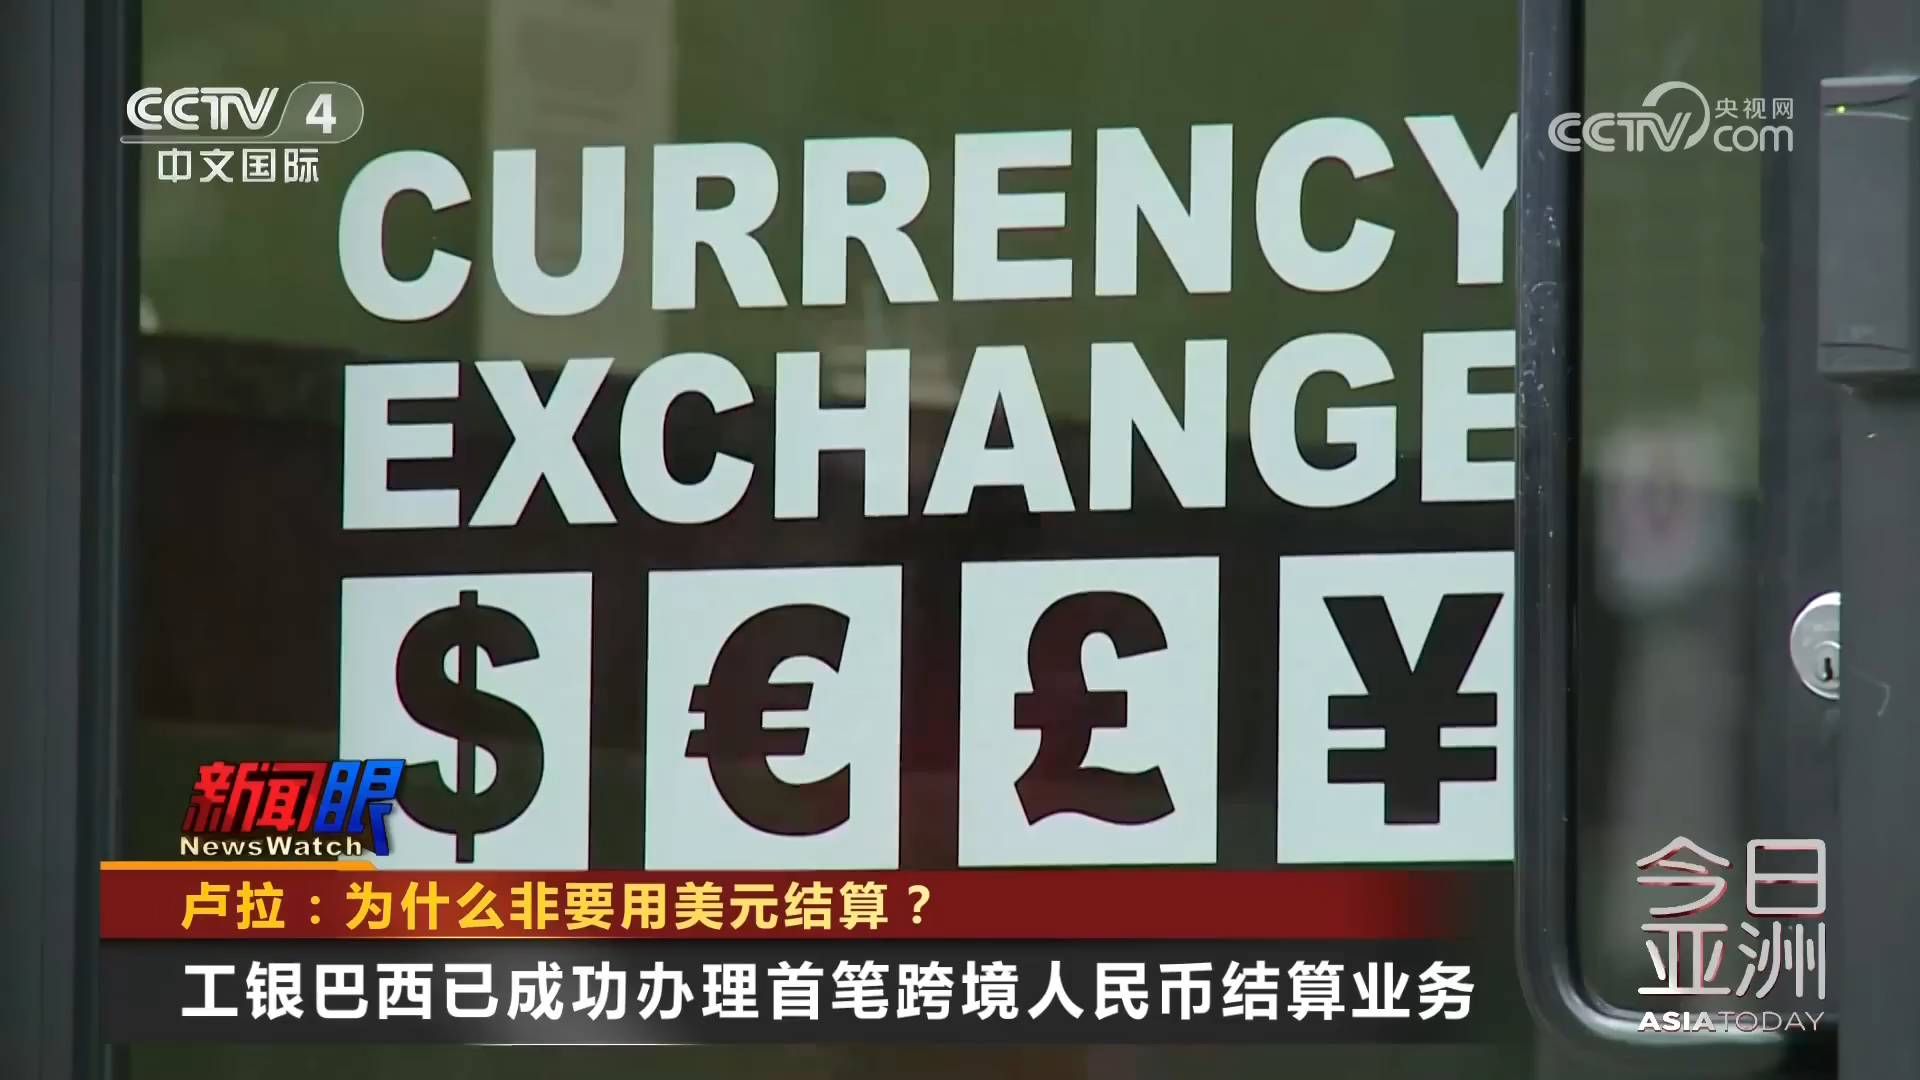 CCTV 4
中文国际
央视网
CCTV.com
CURRENCY
EXCHANGE
$ € £ ¥
新闻眼
NewsWatch
卢拉：为什么非要用美元结算？
工银巴西已成功办理首笔跨境人民币结算业务
今日
亚洲
ASIA TODAY